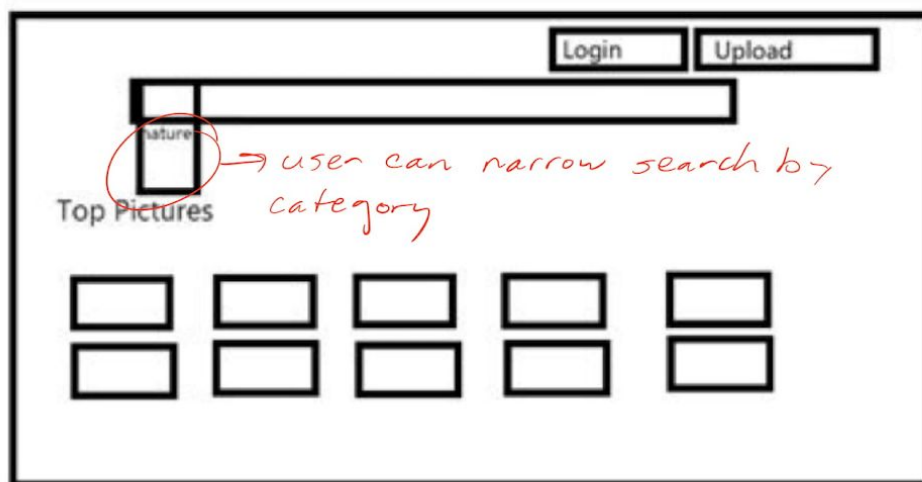 Login Upload
nature
user can narrow search by
category
Top Pictures